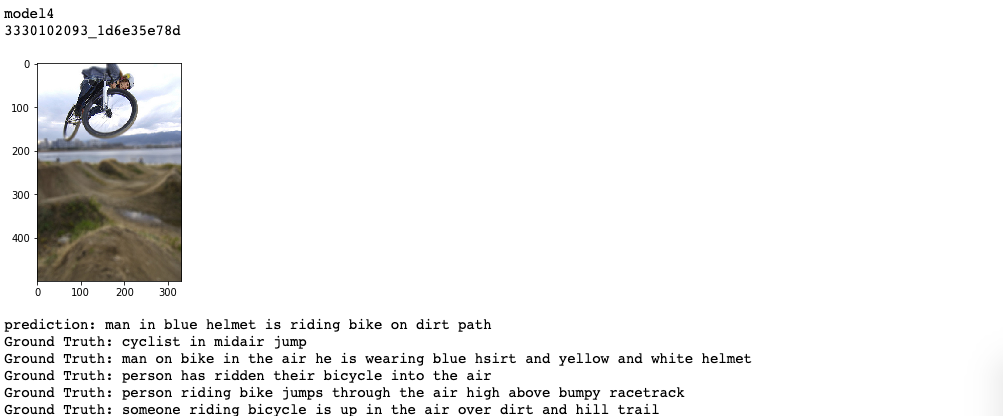 model4
3330102093_1d6e35e78d
0
100
200
300
400
0 100 200 300
prediction: man in blue helmet is riding bike on dirt path
Ground Truth: cyclist in midair jump
Ground Truth: man on bike in the air he is wearing blue hsirt and yellow and white helmet
Ground Truth: person has ridden their bicycle into the air
Ground Truth: person riding bike jumps through the air high above bumpy racetrack
Ground Truth: someone riding bicycle is up in the air over dirt and hill trail